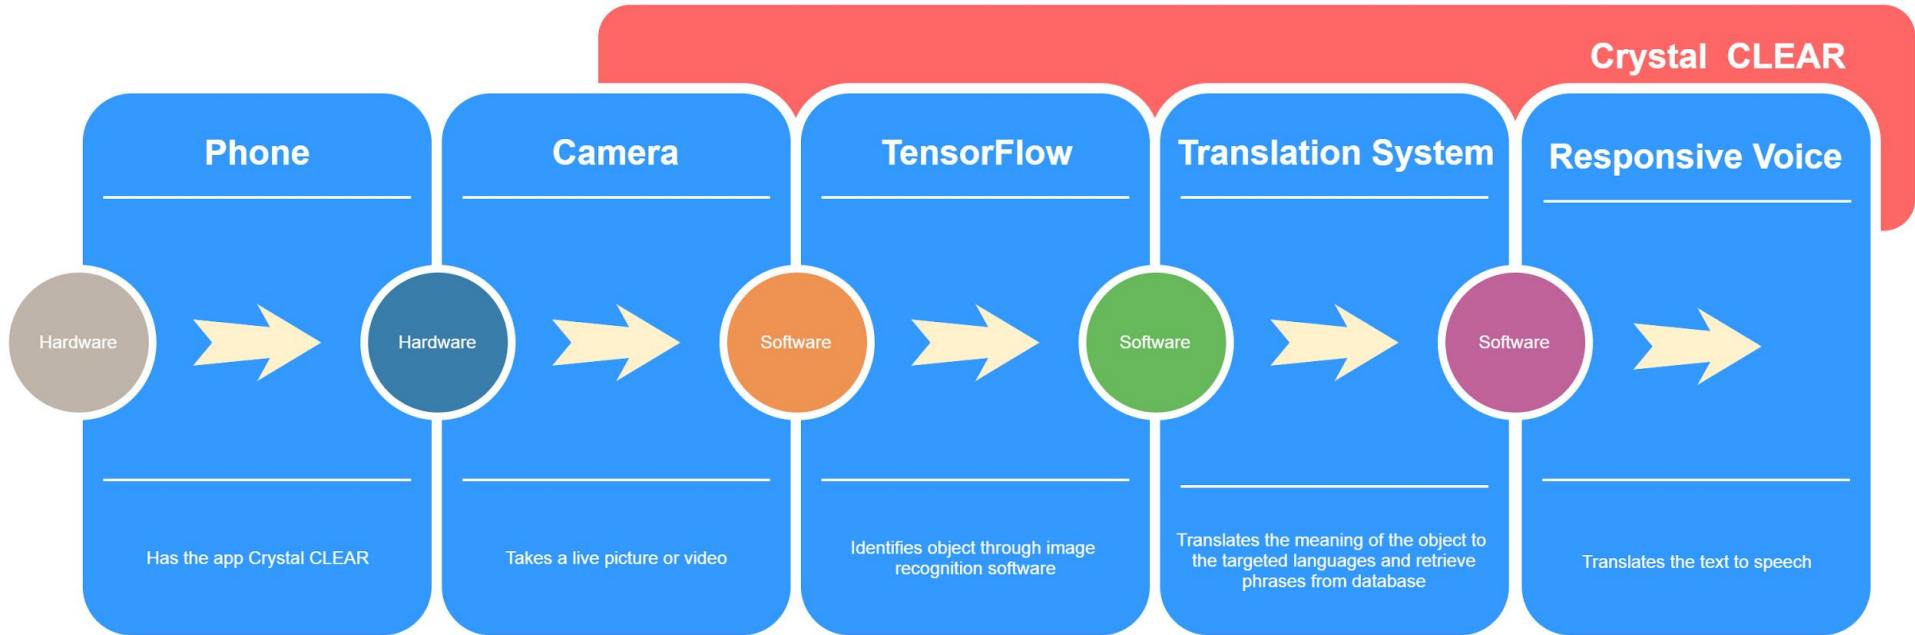 Crystal CLEAR
Phone
Camera
TensorFlow
Translation System
Responsive Voice
Hardware
Hardware
Software
Software
Software
Has the app Crystal CLEAR
Takes a live picture or video
Identifies object through image
recognition software
Translates the meaning of the object to
the targeted languages and retrieve
phrases from database
Translates the text to speech